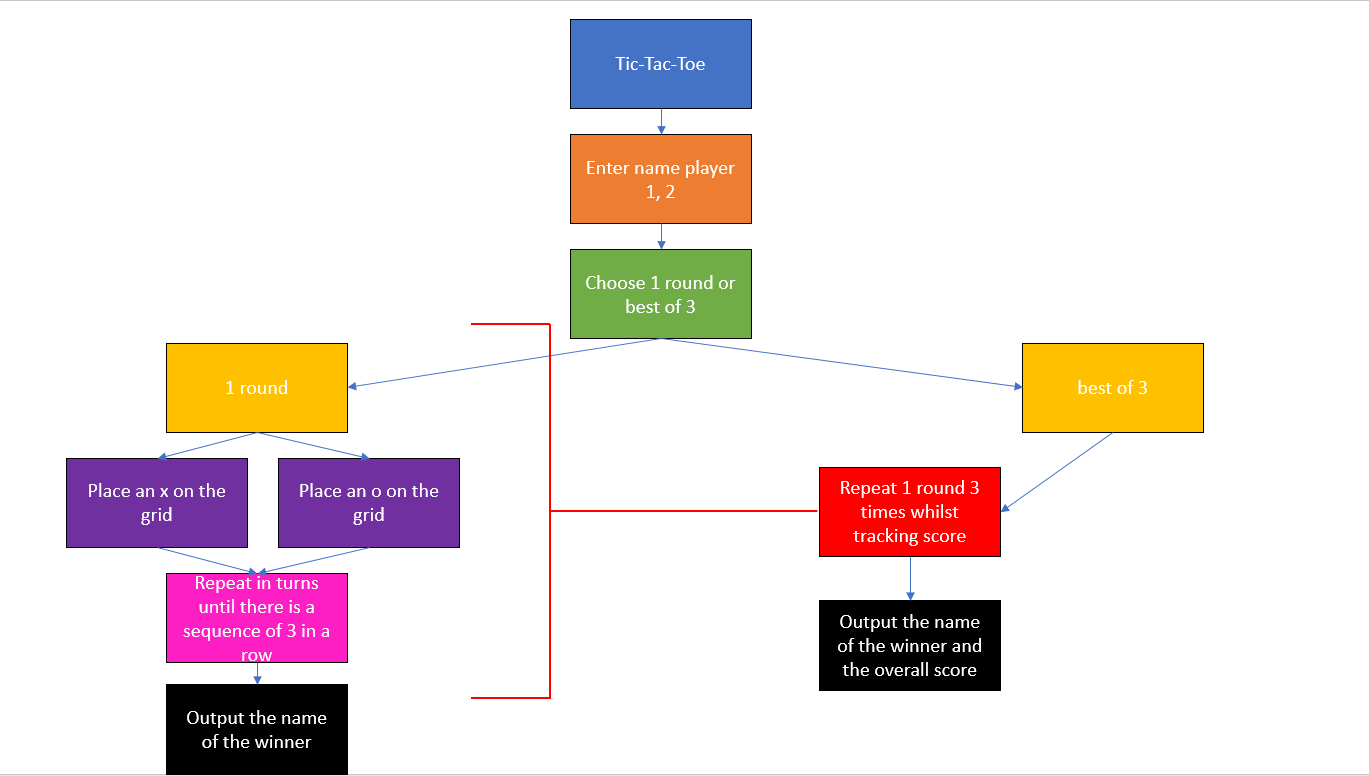 Tic-Tac-Toe
Enter name player
1, 2
Choose 1 round or
best of 3
1 round
best of 3
Place an x on the
grid
Place an o on the
grid
Repeat 1 round 3
times whilst
tracking score
Repeat in turns
until there is a
sequence of 3 in a
row
Output the name
of the winner and
the overall score
Output the name
of the winner